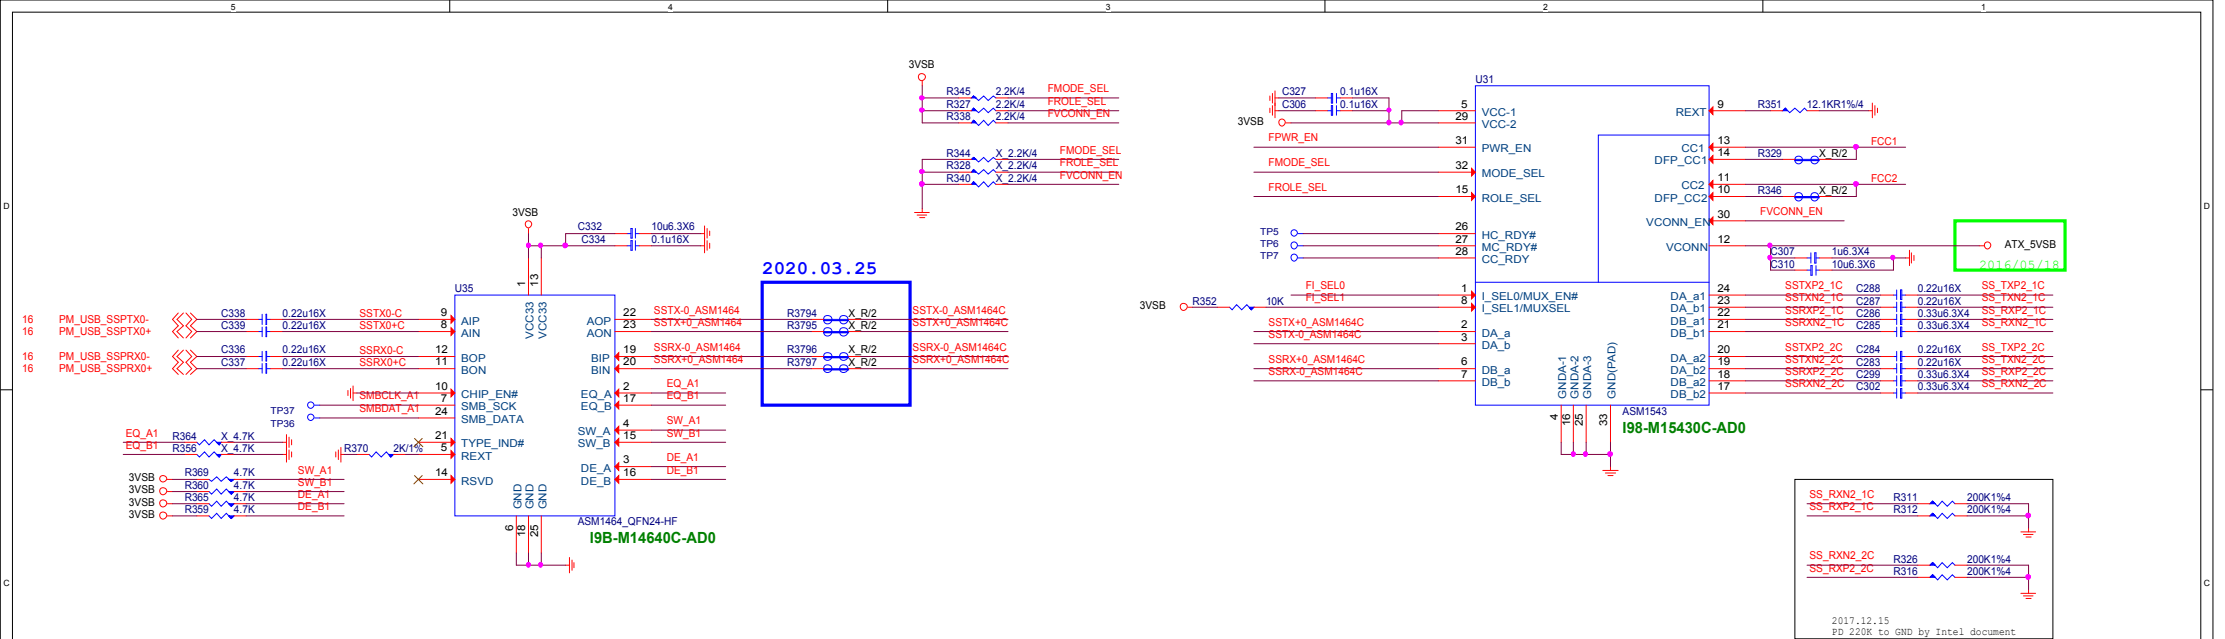 5 4 3 2 1
D
C
D
C
3VSB
R345 2.2K/4 FMODE_SEL
R327 2.2K/4 FROLE_SEL
R338 2.2K/4 FVCONN_EN
R344 X_2.2K/4 FMODE_SEL
R328 X_2.2K/4 FROLE_SEL
R340 X_2.2K/4 FVCONN_EN
3VSB
C332 10u6.3X6
C334 0.1u16X
2020.03.25
U35
1 13
VCC33 VCC33
16 PM_USB_SSPTX0- C338 0.22u16X SSTX0-C 9 AIP
16 PM_USB_SSPTX0+ C339 0.22u16X SSTX0+C 8 AIN
16 PM_USB_SSPRX0- C336 0.22u16X SSRX0-C 12 BOP
16 PM_USB_SSPRX0+ C337 0.22u16X SSRX0+C 11 BON
10 CHIP_EN#
SMBCLK_A1 7 SMB_SCK
TP37
SMBDAT_A1 24 SMB_DATA
TP36
21 TYPE_IND#
R370 2K/1% 5 REXT
14 RSVD
EQ_A1 R364 X_4.7K
EQ_B1 R356 X_4.7K
3VSB R369 4.7K SW_A1
3VSB R360 4.7K SW_B1
3VSB R365 4.7K DE_A1
3VSB R359 4.7K DE_B1
AOP 22 SSTX-0_ASM1464 R3794 X_R/2 SSTX-0_ASM1464C
AON 23 SSTX+0_ASM1464 R3795 X_R/2 SSTX+0_ASM1464C
BIP 19 SSRX-0_ASM1464 R3796 X_R/2 SSRX-0_ASM1464C
BIN 20 SSRX+0_ASM1464 R3797 X_R/2 SSRX+0_ASM1464C
EQ_A 2 EQ_A1
EQ_B 17 EQ_B1
SW_A 4 SW_A1
SW_B 15 SW_B1
DE_A 3 DE_A1
DE_B 16 DE_B1
GND GND GND
6 18 25
ASM1464_QFN24-HF
I9B-M14640C-AD0
U31
C327 0.1u16X
C306 0.1u16X
3VSB
5 VCC-1
29 VCC-2
FPWR_EN 31 PWR_EN
FMODE_SEL 32 MODE_SEL
FROLE_SEL 15 ROLE_SEL
TP5 26 HC_RDY#
TP6 27 MC_RDY#
TP7 28 CC_RDY
FI_SEL0 1 I_SEL0/MUX_EN#
3VSB R352 10K FI_SEL1 8 I_SEL1/MUXSEL
SSTX+0_ASM1464C 2 DA_a
SSTX-0_ASM1464C 3 DA_b
SSRX+0_ASM1464C 6 DB_a
SSRX-0_ASM1464C 7 DB_b
REXT 9 R351 12.1KR1%/4
CC1 13 FCC1
DFP_CC1 14 R329 X_R/2
CC2 11 FCC2
DFP_CC2 10 R346 X_R/2
VCONN_EN 30 FVCONN_EN
VCONN 12
C307 1u6.3X4
C310 10u6.3X6
ATX_5VSB
2016/05/18
DA_a1 24 SSTXP2_1C C288 0.22u16X SS_TXP2_1C
DA_b1 23 SSTXN2_1C C287 0.22u16X SS_TXN2_1C
DB_a1 22 SSRXP2_1C C286 0.33u6.3X4 SS_RXP2_1C
DB_b1 21 SSRXN2_1C C285 0.33u6.3X4 SS_RXN2_1C
DA_a2 20 SSTXP2_2C C284 0.22u16X SS_TXP2_2C
DA_b2 19 SSTXN2_2C C283 0.22u16X SS_TXN2_2C
DB_a2 18 SSRXP2_2C C299 0.33u6.3X4 SS_RXP2_2C
DB_b2 17 SSRXN2_2C C302 0.33u6.3X4 SS_RXN2_2C
GNDA-1 GNDA-2 GNDA-3 GND(PAD)
4 16 25 33
ASM1543
I98-M15430C-AD0
SS_RXN2_1C R311 200K1%4
SS_RXP2_1C R312 200K1%4
SS_RXN2_2C R326 200K1%4
SS_RXP2_2C R316 200K1%4
2017.12.15
PD 220K to GND by Intel document